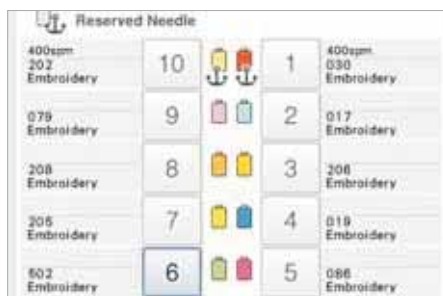 Reserved Needle
400spm
202
Embroidery
10
1
400spm
030
Embroidery
079
Embroidery
9
2
017
Embroidery
208
Embroidery
8
3
206
Embroidery
205
Embroidery
7
4
019
Embroidery
502
Embroidery
6
5
086
Embroidery